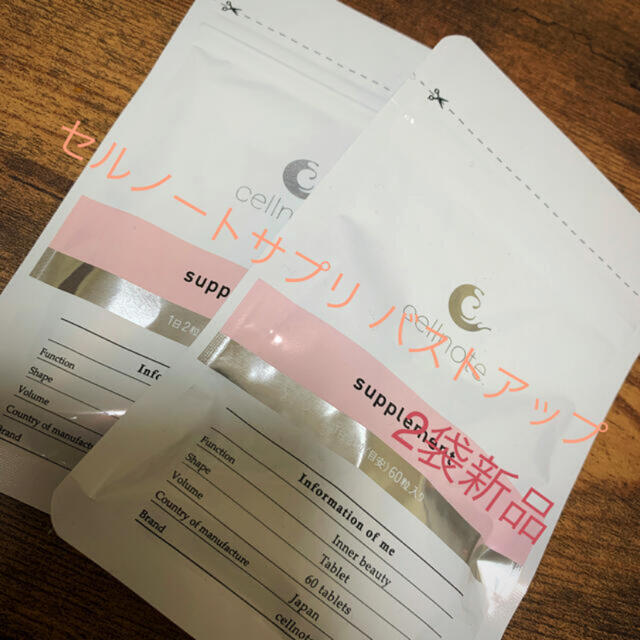 セルノートサプリ バストアップ
2袋新品
cellnote
supplement
目安) 60粒入り
Information of me
Function Inner beauty
Shape Tablet
Volume 60 tablets
Country of manufacture Japan
Brand cellnote
1日2粒
Function
Shape
Volume
Country of manufacture
Brand